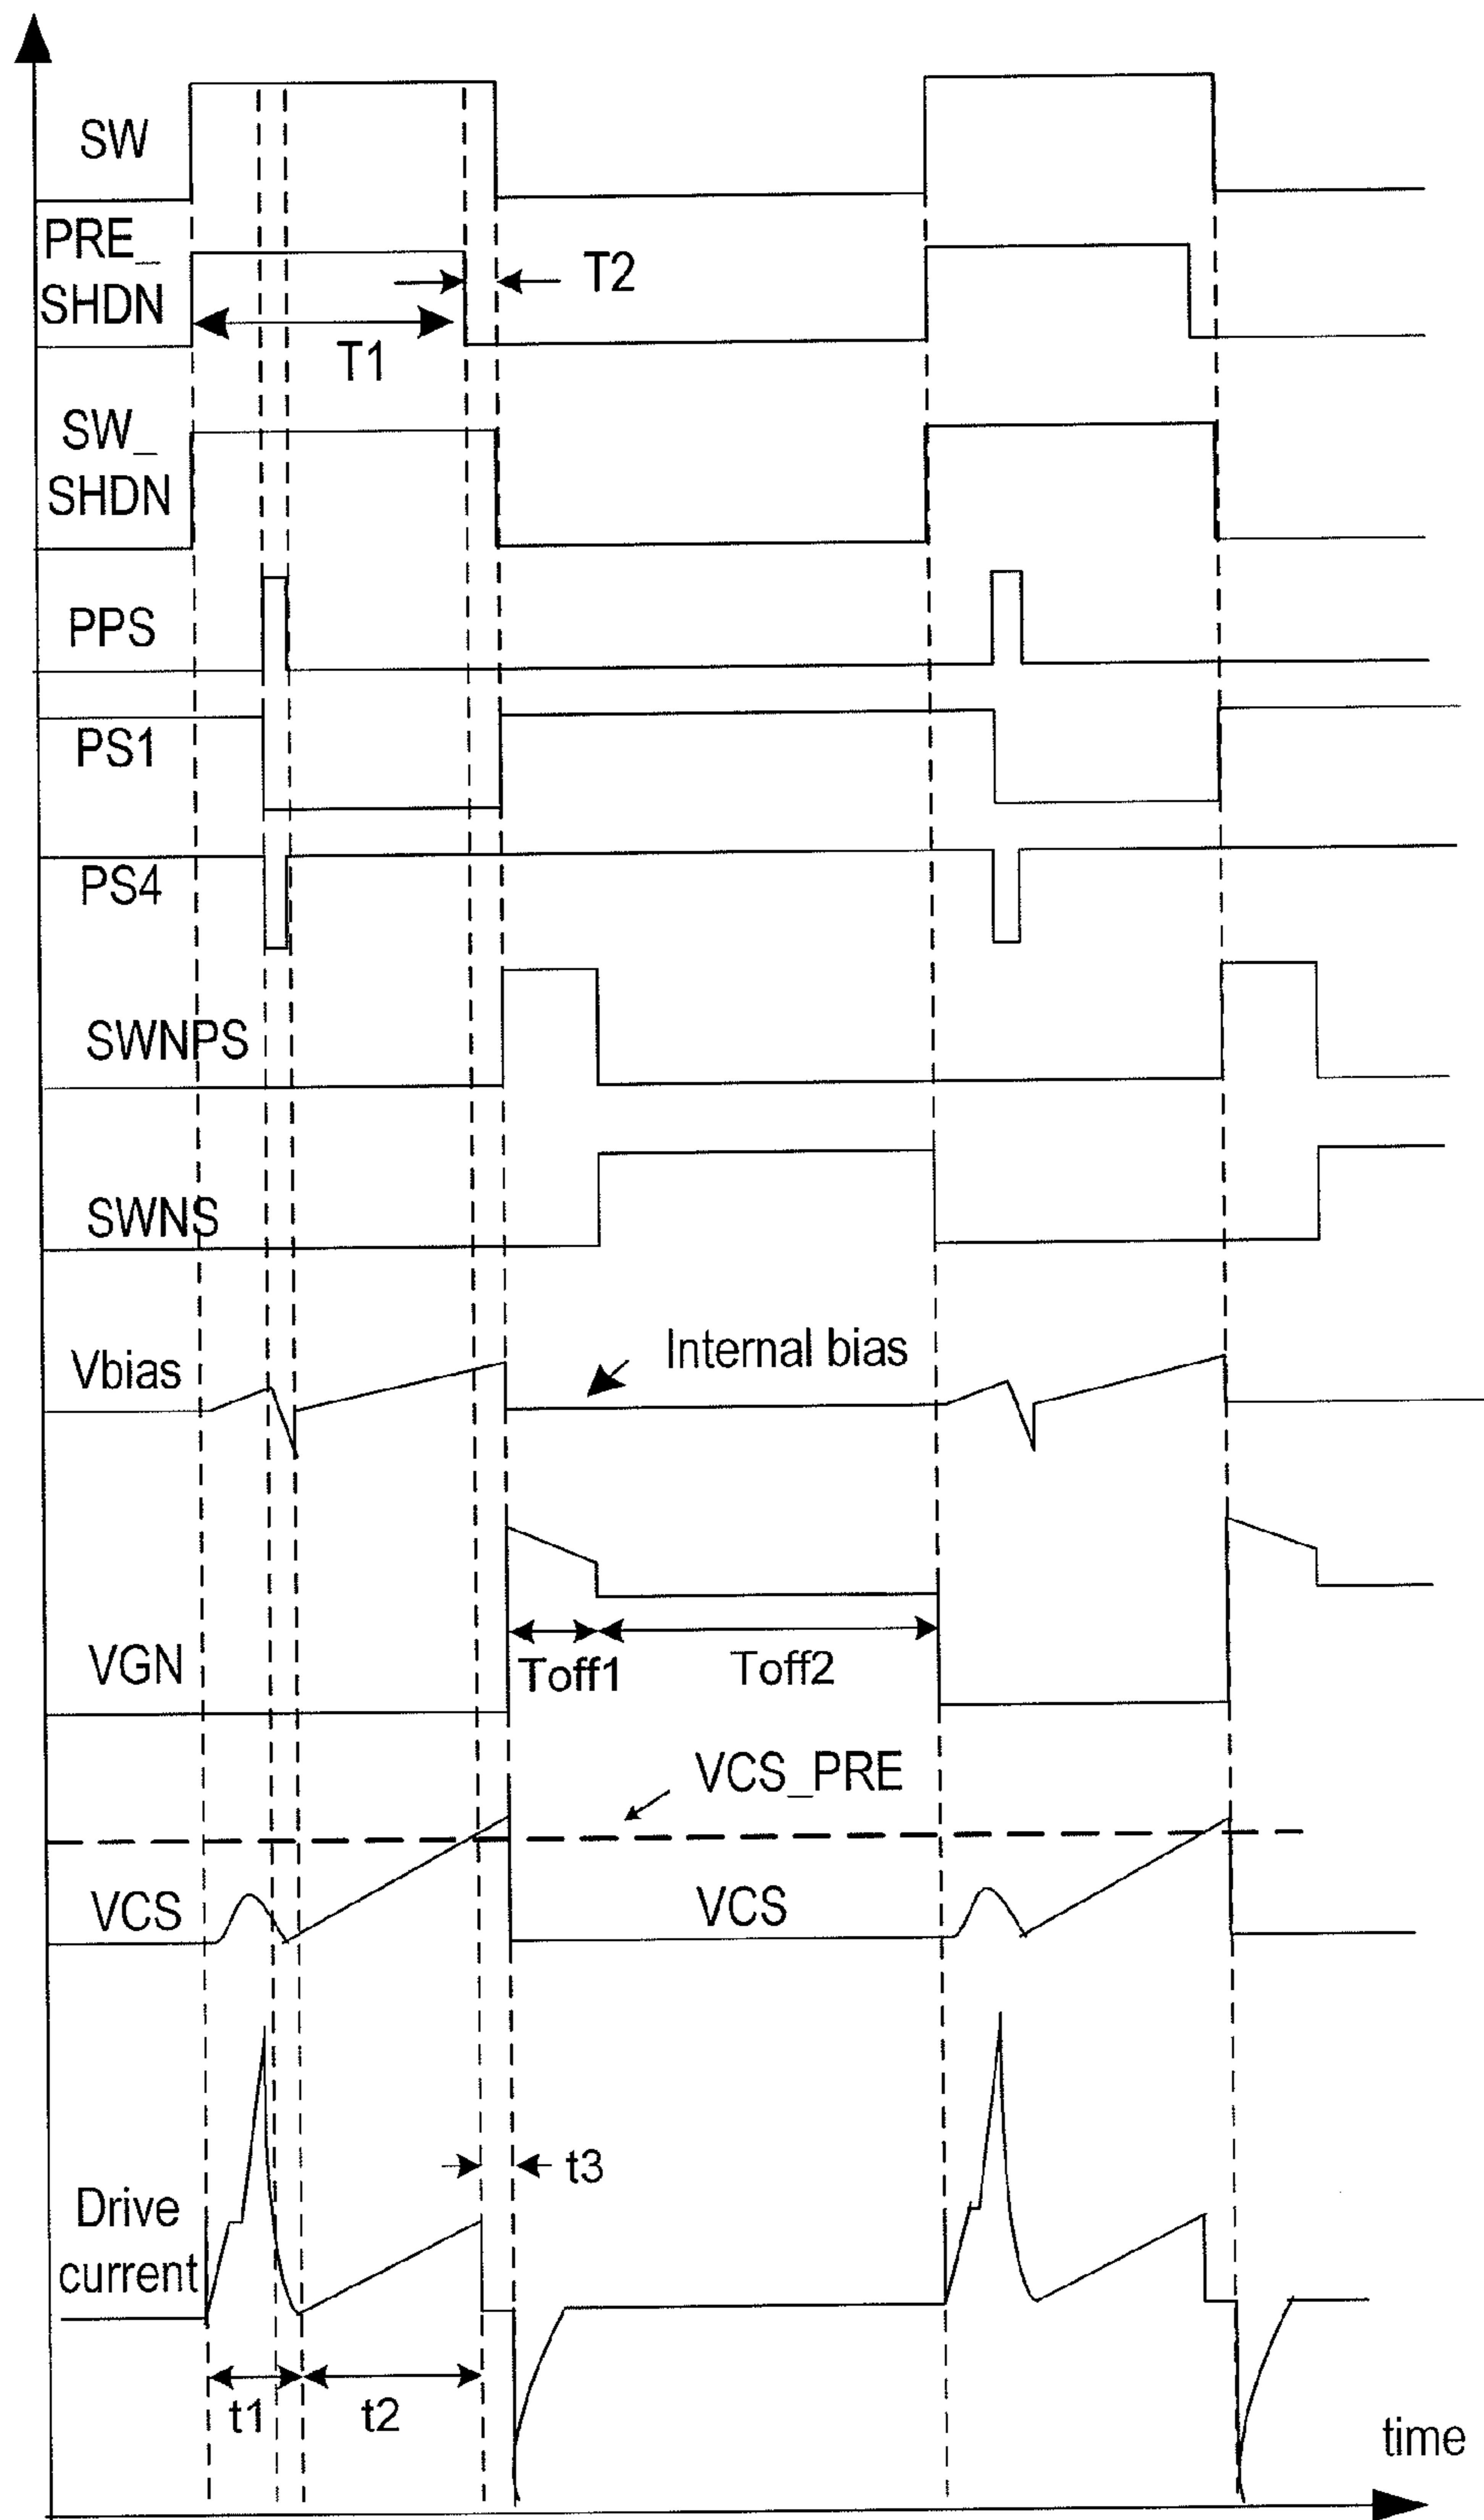 SW
PRE_
SHDN
T2
T1
SW_
SHDN
PPS
PS1
PS4
SWNPS
SWNS
Vbias
Internal bias
VGN
Toff1
Toff2
VCS_PRE
VCS
VCS
t3
Drive
current
t1
t2
time